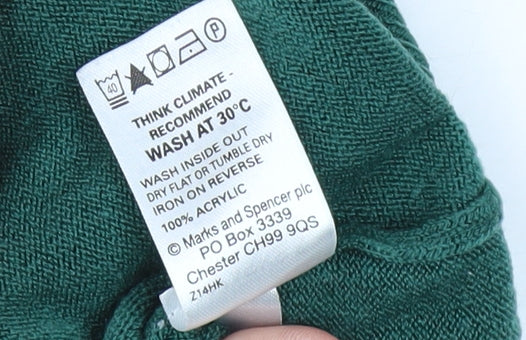 40 P
THINK CLIMATE -
RECOMMEND
WASH AT 30°C
WASH INSIDE OUT
DRY FLAT OR TUMBLE DRY
IRON ON REVERSE
100% ACRYLIC
© Marks and Spencer plc
PO Box 3339
Chester CH99 9QS
Z14HK